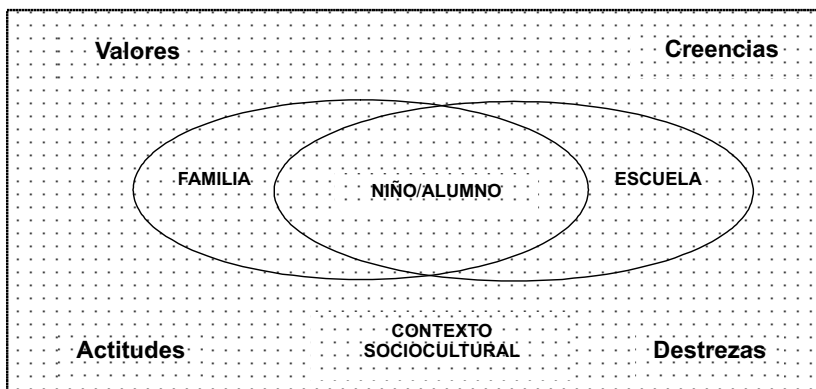 Valores
Creencias
FAMILIA
NIÑO/ALUMNO
ESCUELA
CONTEXTO
SOCIOCULTURAL
Actitudes
Destrezas